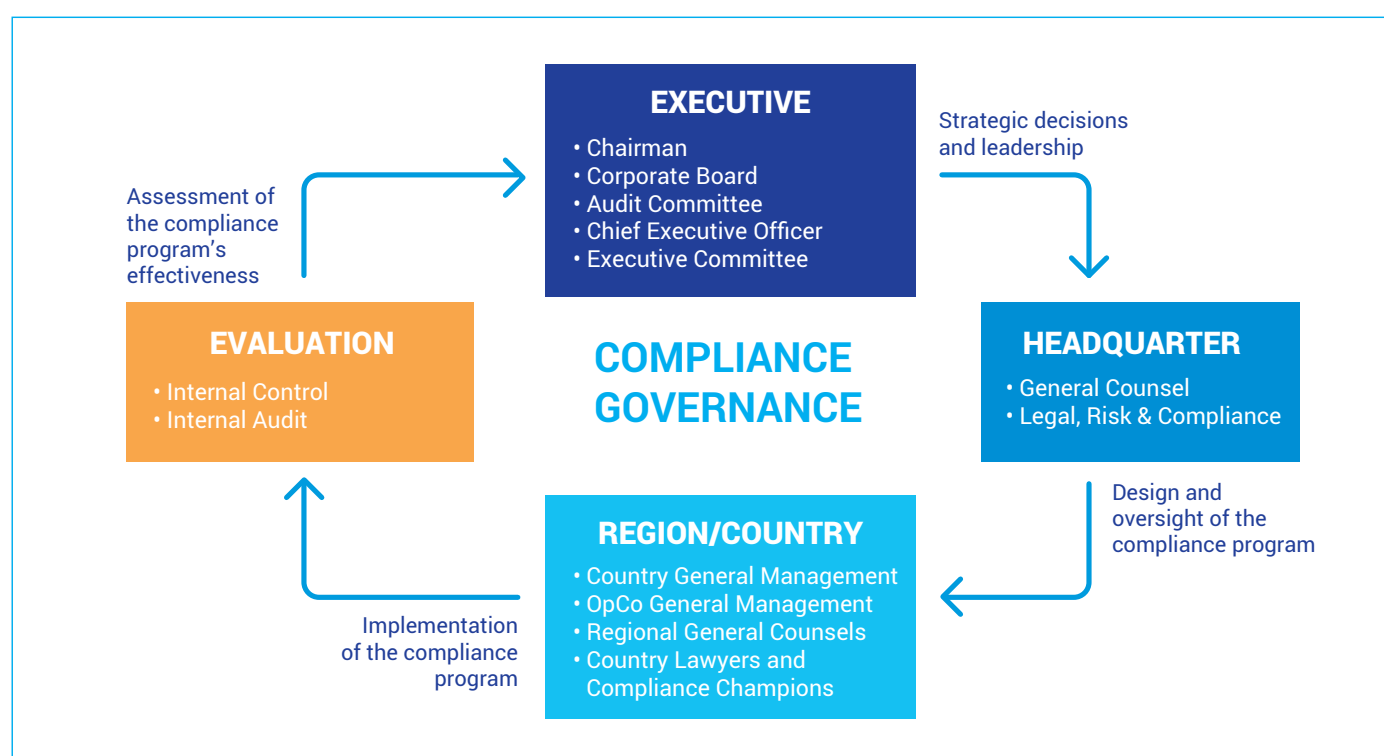 EXECUTIVE
• Chairman
• Corporate Board
• Audit Committee
• Chief Executive Officer
• Executive Committee
Strategic decisions
and leadership
HEADQUARTER
• General Counsel
• Legal, Risk & Compliance
Design and
oversight of the
compliance program
REGION/COUNTRY
• Country General Management
• OpCo General Management
• Regional General Counsels
• Country Lawyers and
Compliance Champions
Implementation
of the compliance
program
EVALUATION
• Internal Control
• Internal Audit
Assessment of
the compliance
program’s
effectiveness
COMPLIANCE
GOVERNANCE